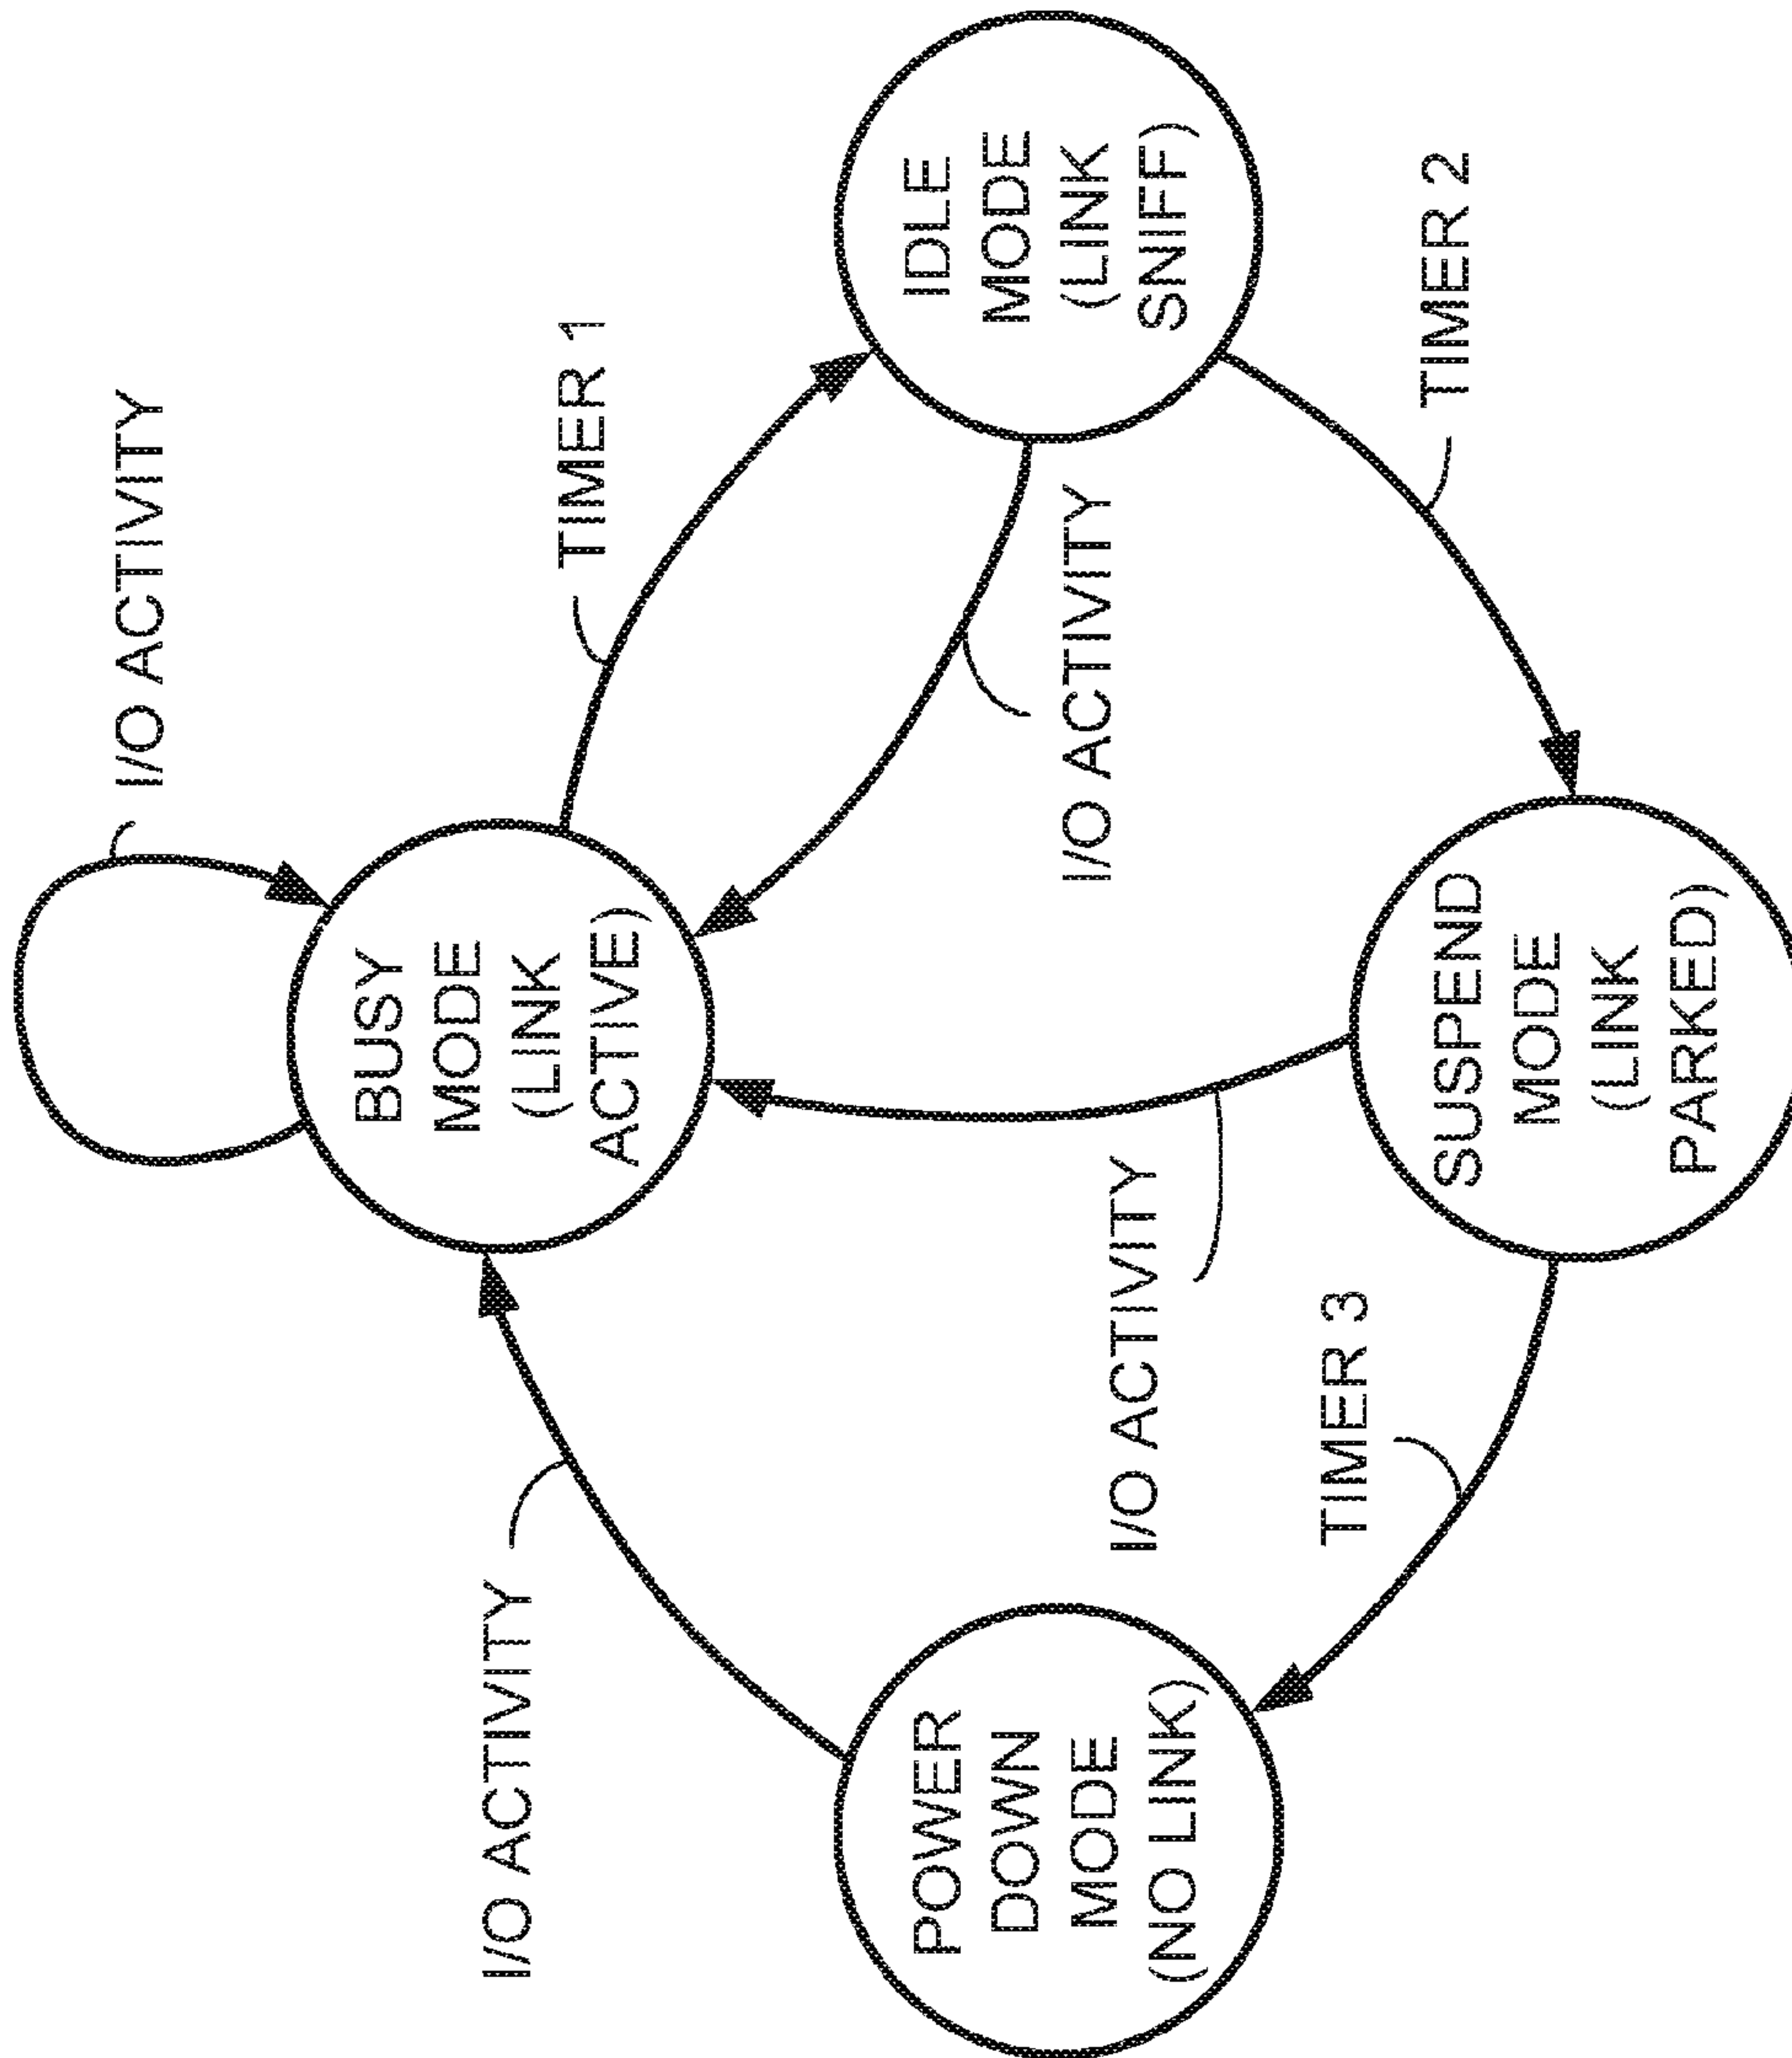 I/O ACTIVITY
BUSY
MODE
(LINK
ACTIVE)
I/O ACTIVITY
TIMER 1
POWER
DOWN
MODE
(NO LINK)
I/O ACTIVITY
I/O ACTIVITY
IDLE
MODE
(LINK
SNIFF)
TIMER 3
TIMER 2
SUSPEND
MODE
(LINK
PARKED)